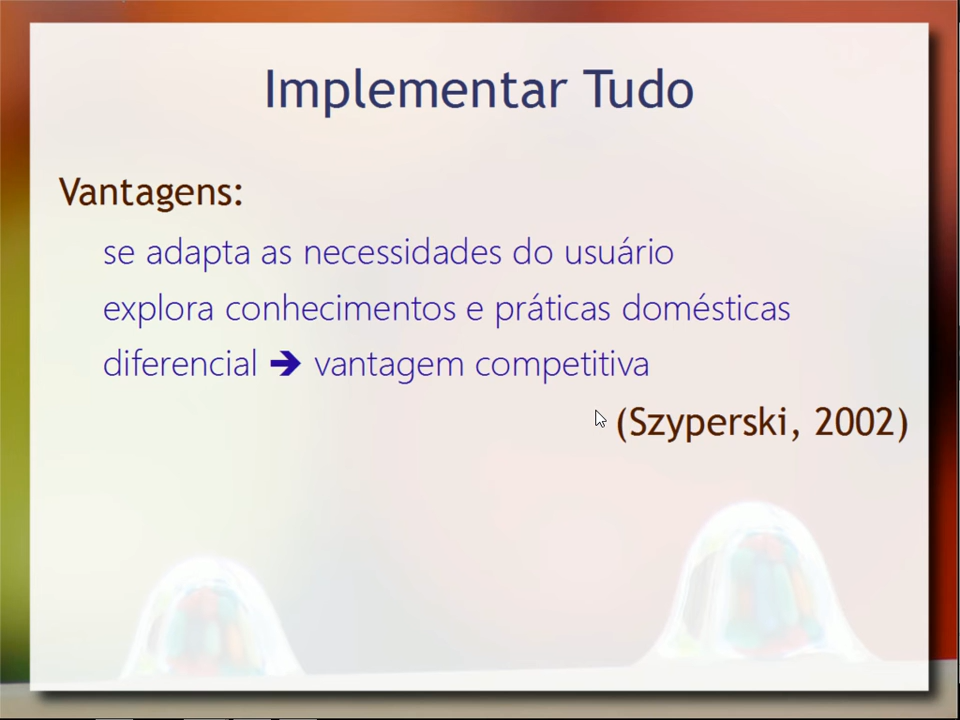 Implementar Tudo
Vantagens:
se adapta as necessidades do usuário
explora conhecimentos e práticas domésticas
diferencial ➔ vantagem competitiva
(Szyperski, 2002)